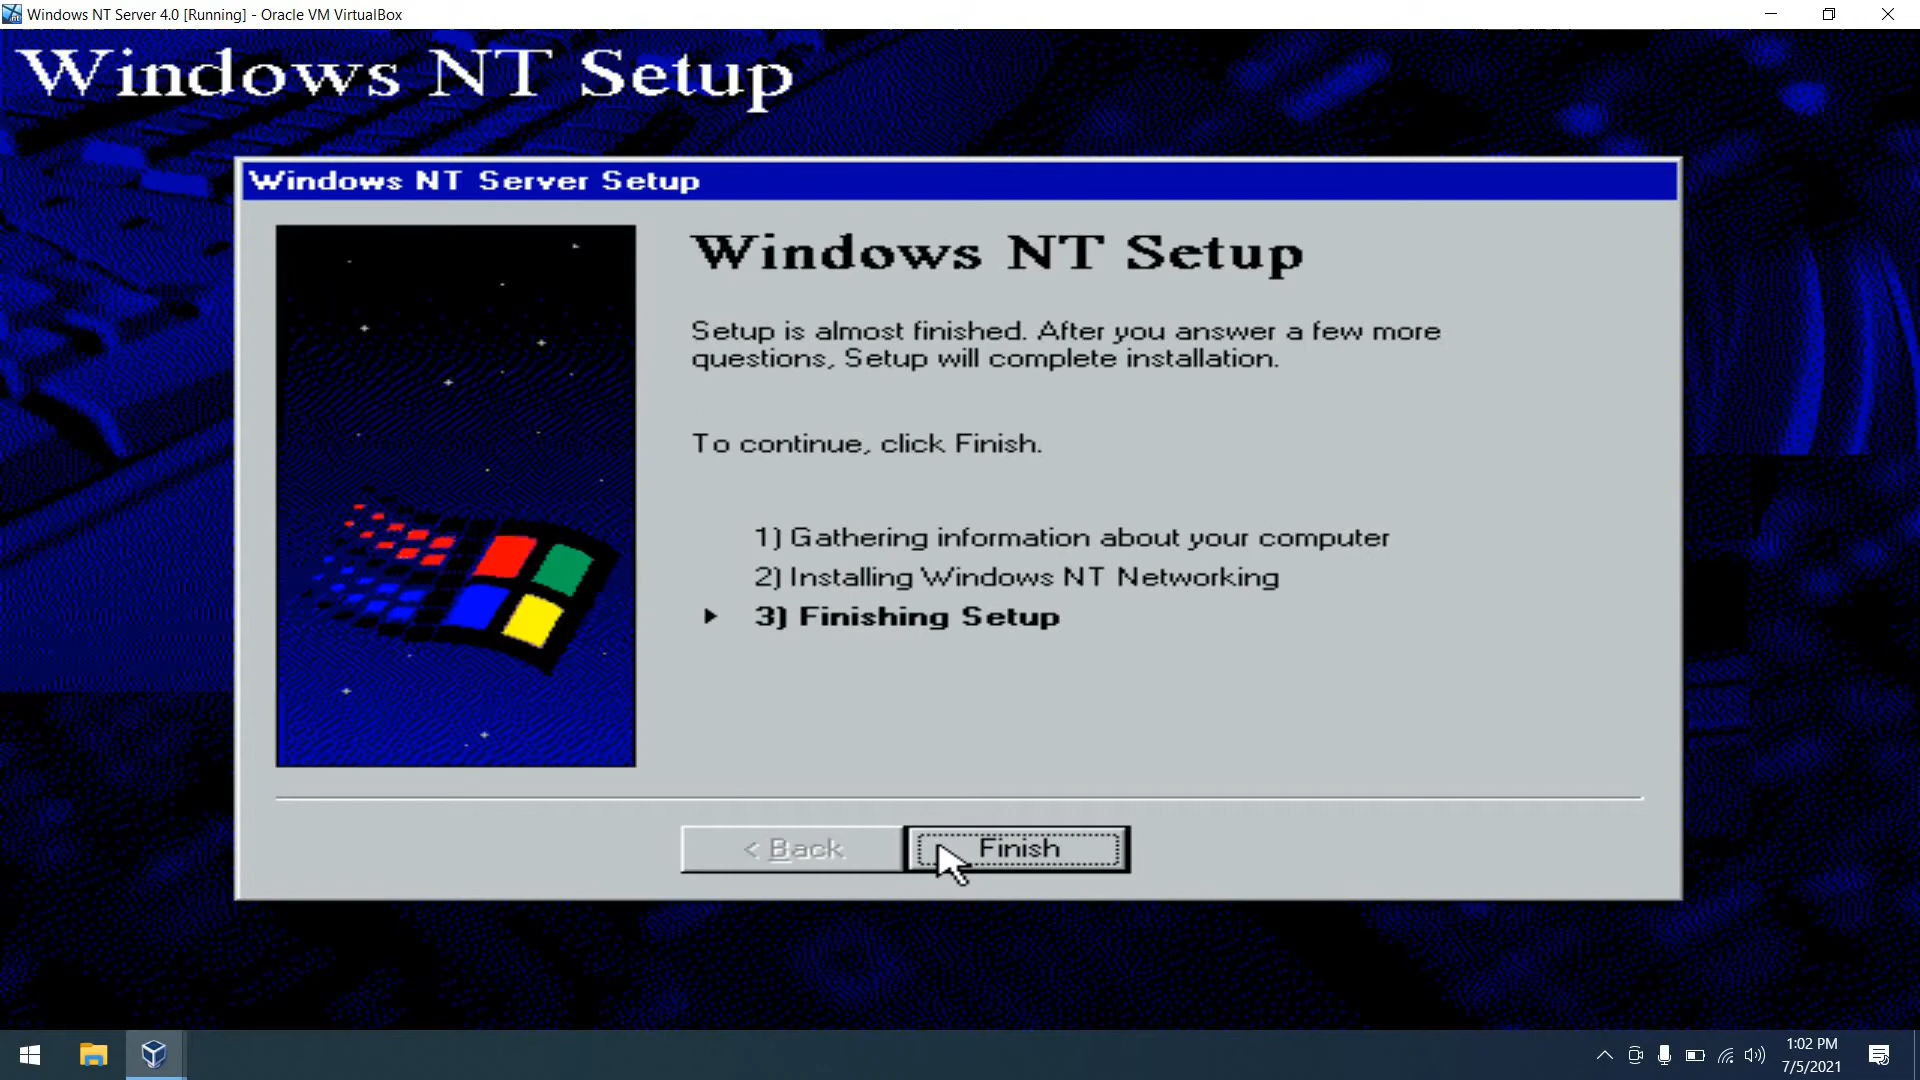 Windows NT Server 4.0 [Running] - Oracle VM VirtualBox
Windows NT Setup
Windows NT Server Setup
Windows NT Setup
Setup is almost finished. After you answer a few more
questions, Setup will complete installation.
To continue, click Finish.
1) Gathering information about your computer
2) Installing Windows NT Networking
3) Finishing Setup
< Back
Finish
1:02 PM
7/5/2021